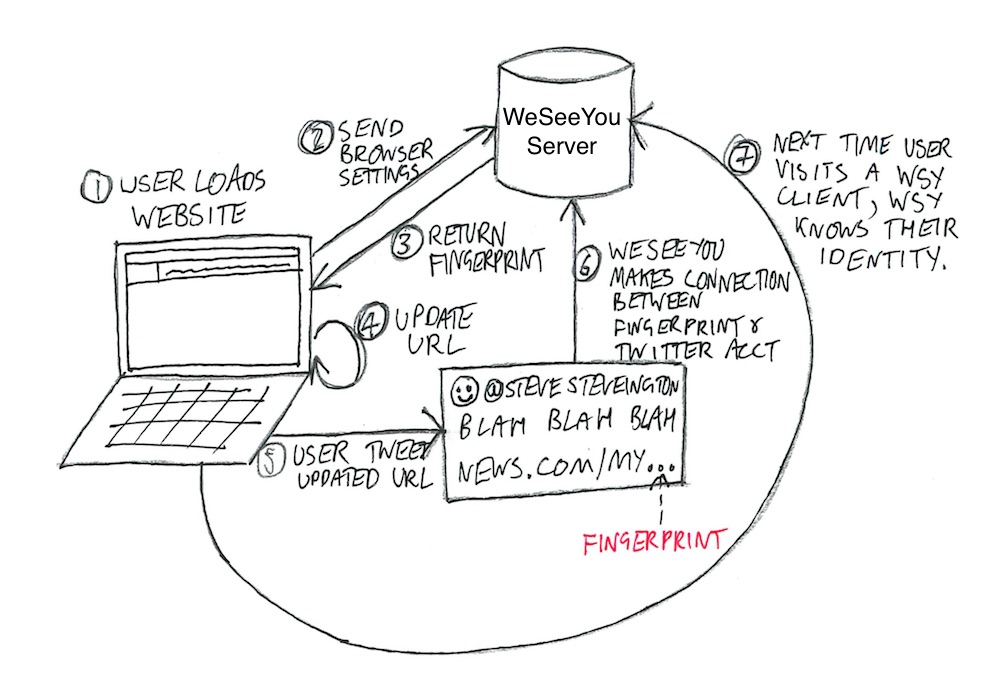 WeSeeYou
Server
② SEND
BROWSER
SETTINGS
① USER LOADS
WEBSITE
③ RETURN
FINGERPRINT
④ UPDATE
URL
⑤ USER TWEETS
UPDATED URL
☺ @STEVESTEVEINGTON
BLAH BLAH BLAH
NEWS.COM/MY...
FINGERPRINT
⑥ WESEEYOU
MAKES CONNECTION
BETWEEN
FINGERPRINT &
TWITTER ACCT
⑦ NEXT TIME USER
VISITS A WSY
CLIENT, WSY
KNOWS THEIR
IDENTITY.